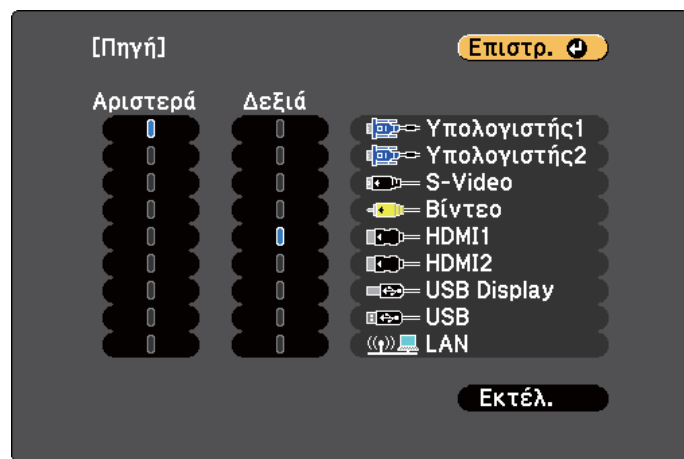 [Πηγή]
Επιστρ.
Αριστερά Δεξιά
Υπολογιστής1
Υπολογιστής2
S-Video
Βίντεο
HDMI1
HDMI2
USB Display
USB
LAN
Εκτέλ.